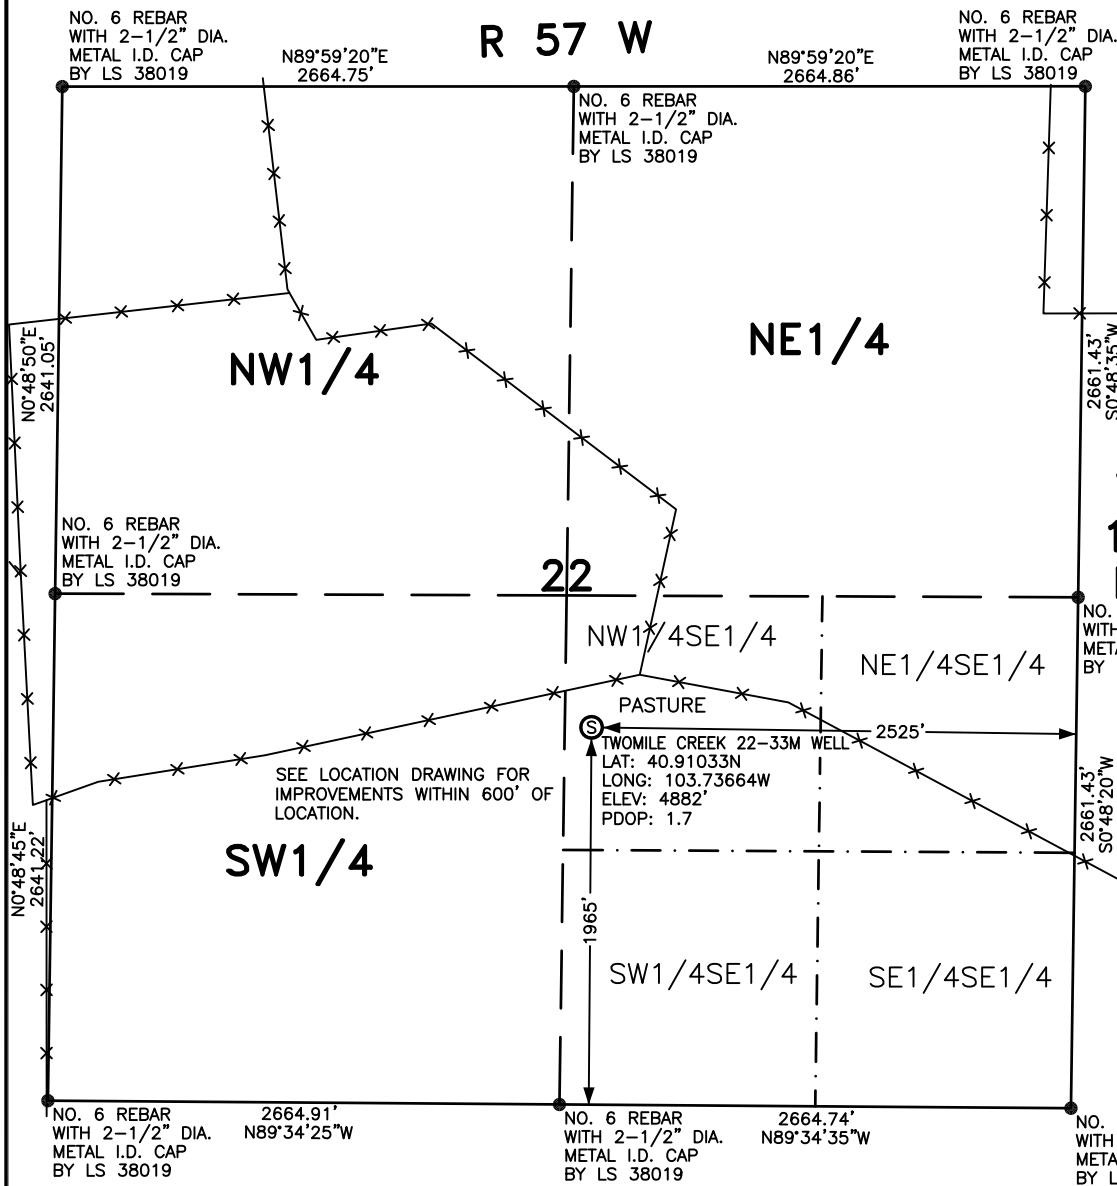 NO. 6 REBAR
WITH 2-1/2" DIA.
METAL I.D. CAP
BY LS 38019
N89°59'20"E
2664.75'
R 57 W
N89°59'20"E
2664.86'
NO. 6 REBAR
WITH 2-1/2" DIA.
METAL I.D. CAP
BY LS 38019
NO. 6 REBAR
WITH 2-1/2" DIA.
METAL I.D. CAP
BY LS 38019
N0°48'50"E
2641.05'
NW1/4
NE1/4
2661.43'
S0°48'35"W
NO. 6 REBAR
WITH 2-1/2" DIA.
METAL I.D. CAP
BY LS 38019
22
NO.
WITH
META
BY
NW1/4SE1/4
NE1/4SE1/4
PASTURE
S
2525'
TWOMILE CREEK 22-33M WELL
LAT: 40.91033N
LONG: 103.73664W
ELEV: 4882'
PDOP: 1.7
SEE LOCATION DRAWING FOR
IMPROVEMENTS WITHIN 600' OF
LOCATION.
N0°48'45"E
2641.22'
SW1/4
2661.43'
S0°48'20"W
1965'
SW1/4SE1/4
SE1/4SE1/4
NO. 6 REBAR
WITH 2-1/2" DIA.
METAL I.D. CAP
BY LS 38019
2664.91'
N89°34'25"W
NO. 6 REBAR
WITH 2-1/2" DIA.
METAL I.D. CAP
BY LS 38019
2664.74'
N89°34'35"W
NO.
WITH
META
BY L